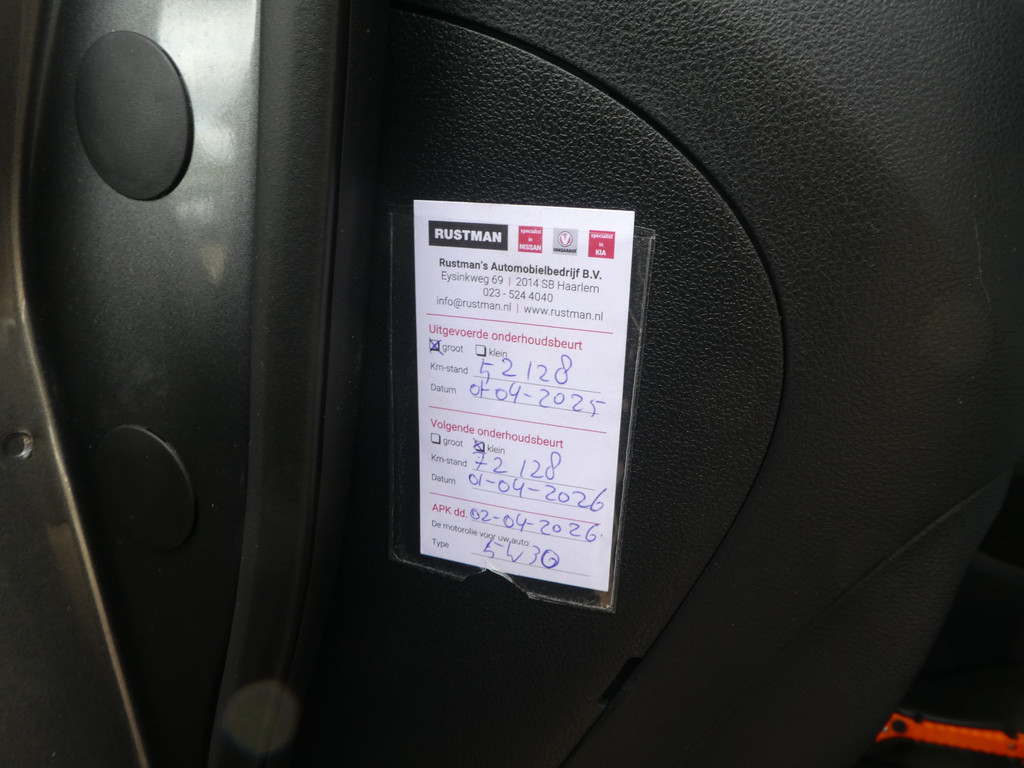 RUSTMAN
specialist in NISSAN
VAKGARAGE
specialist in KIA
Rustman's Automobielbedrijf B.V.
Eysinkweg 69 | 2014 SB Haarlem
023 - 524 4040
info@rustman.nl | www.rustman.nl
Uitgevoerde onderhoudsbeurt
groot klein
Km-stand 52128
Datum 01-04-2025
Volgende onderhoudsbeurt
groot klein
Km-stand 72128
Datum 01-04-2026
APK dd. 02-04-2026.
De motorolie voor uw auto:
Type 5W30